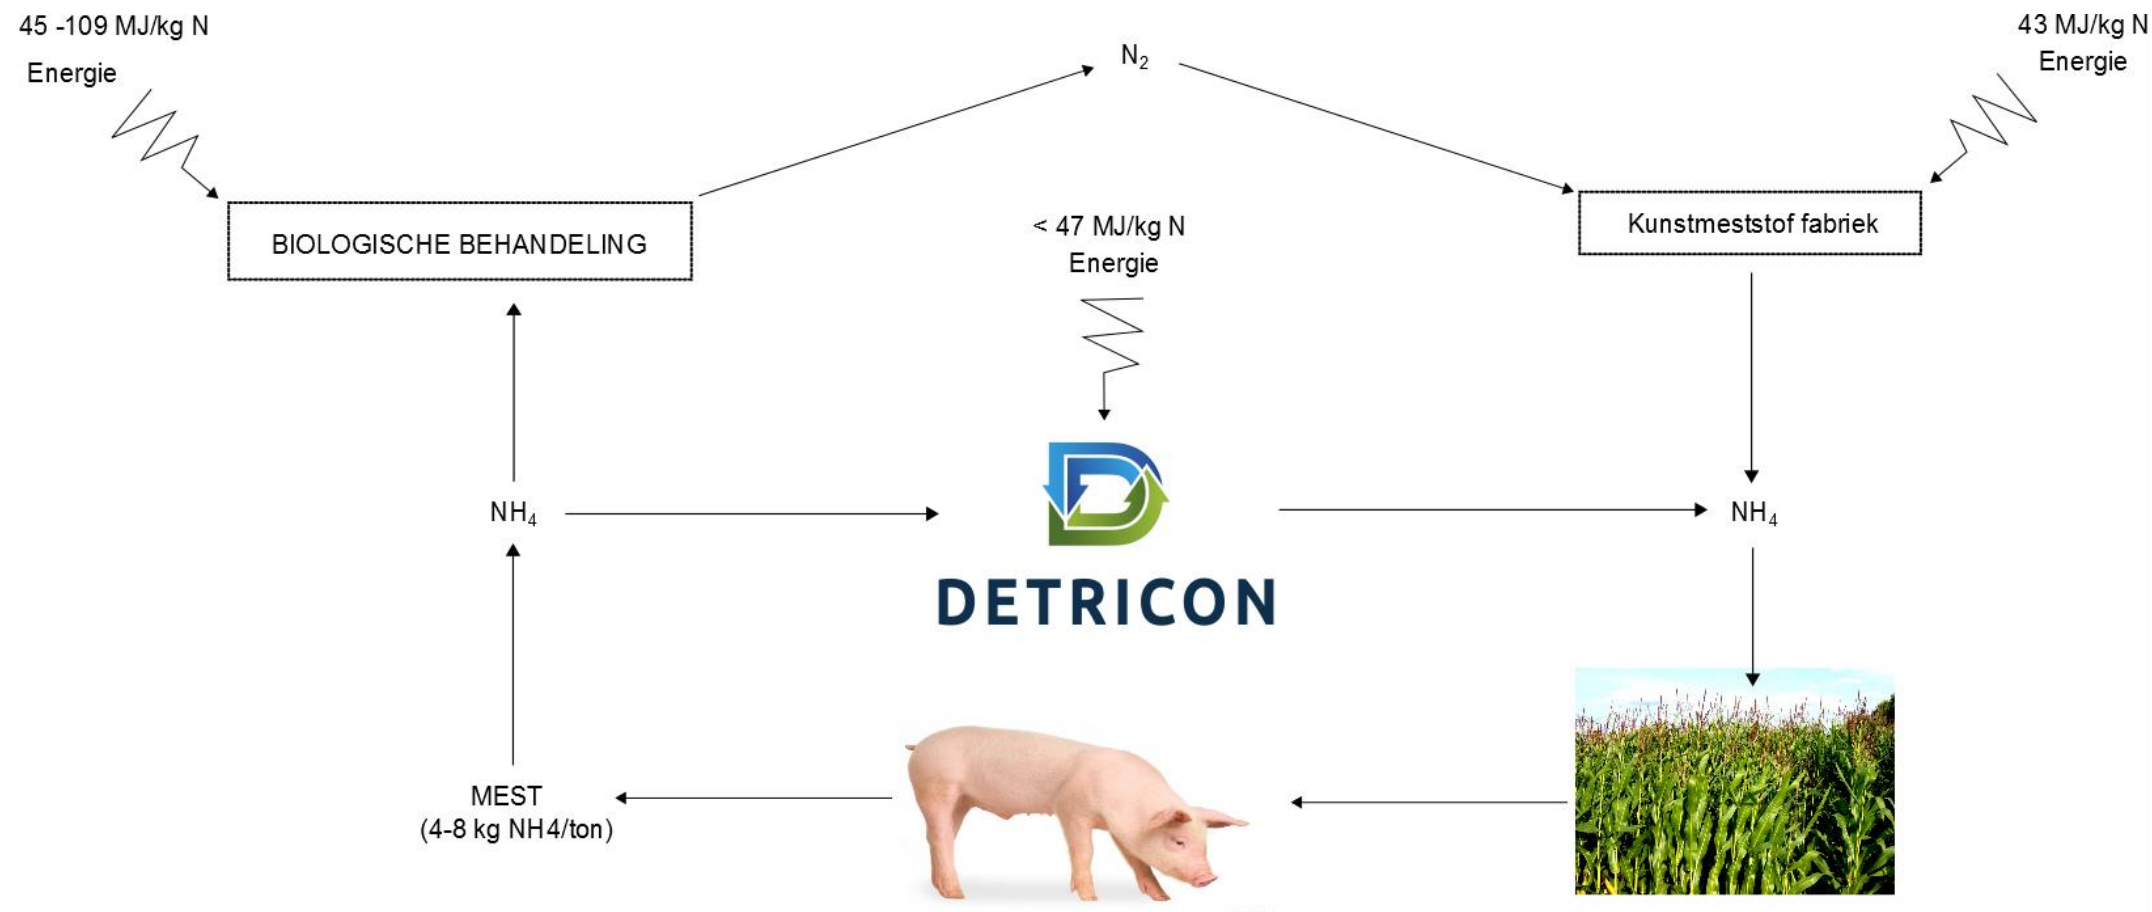 45 -109 MJ/kg N
Energie
N₂
43 MJ/kg N
Energie
BIOLOGISCHE BEHANDELING
< 47 MJ/kg N
Energie
Kunstmeststof fabriek
NH₄
DETRICON
NH₄
MEST
(4-8 kg NH4/ton)